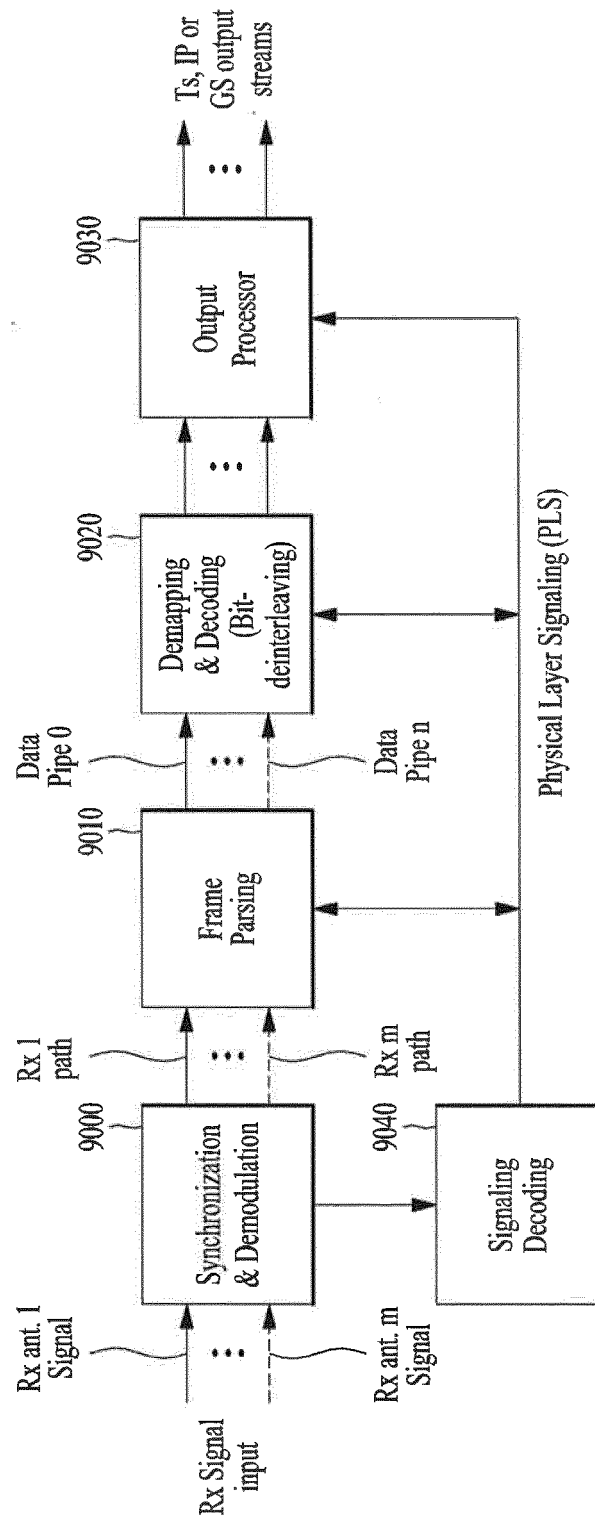 Rx Signal
input
Rx ant. 1
Signal
Rx ant. m
Signal
9000
Synchronization
& Demodulation
Rx 1
path
Rx m
path
9010
Frame
Parsing
Data
Pipe 0
Data
Pipe n
9020
Demapping
& Decoding
(Bit-
deinterleaving)
9030
Output
Processor
Ts, IP or
GS output
streams
9040
Signaling
Decoding
Physical Layer Signaling (PLS)